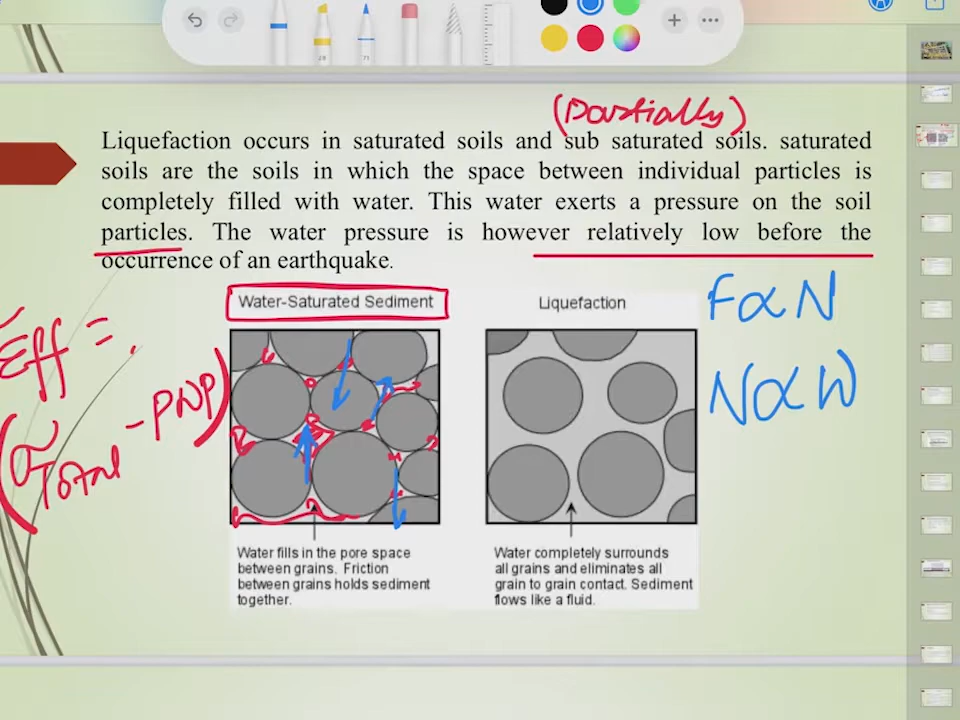 (Partially)
Liquefaction occurs in saturated soils and sub saturated soils. saturated
soils are the soils in which the space between individual particles is
completely filled with water. This water exerts a pressure on the soil
particles. The water pressure is however relatively low before the
occurrence of an earthquake.
Water-Saturated Sediment
Liquefaction
F∝N
N∝W
Eff =
(σTotal - PWP)
Water fills in the pore space
between grains. Friction
between grains holds sediment
together.
Water completely surrounds
all grains and eliminates all
grain to grain contact. Sediment
flows like a fluid.